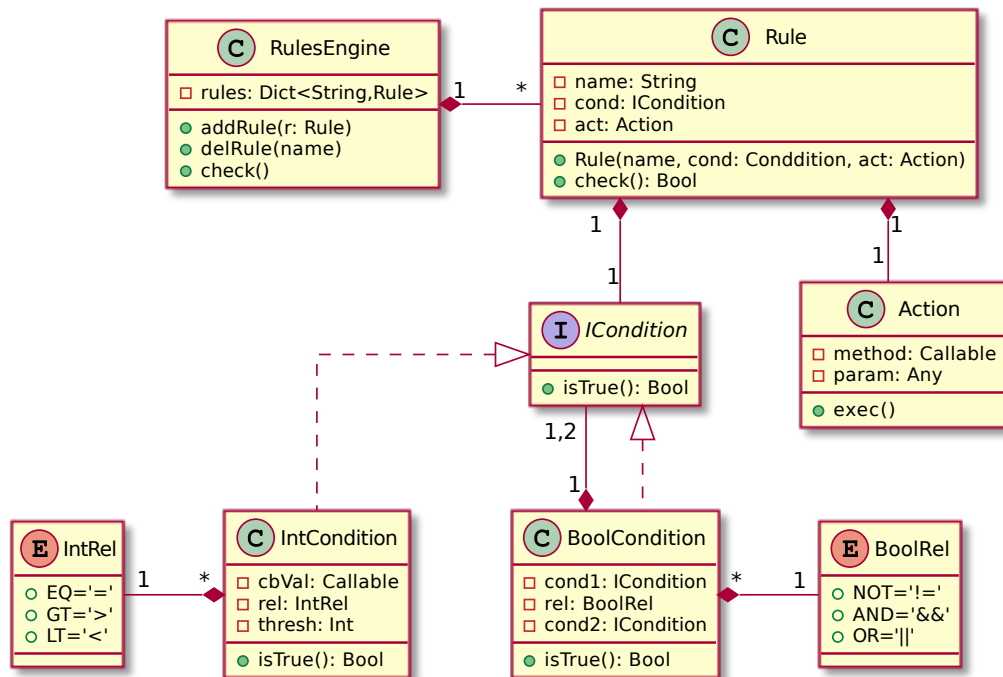 C RulesEngine
rules: Dict<String,Rule>
addRule(r: Rule)
delRule(name)
check()
1
*
C Rule
name: String
cond: ICondition
act: Action
Rule(name, cond: Conddition, act: Action)
check(): Bool
1
1
1
1
I ICondition
isTrue(): Bool
C Action
method: Callable
param: Any
exec()
1,2
1
E IntRel
EQ='='
GT='>'
LT='<'
1
*
C IntCondition
cbVal: Callable
rel: IntRel
thresh: Int
isTrue(): Bool
C BoolCondition
cond1: ICondition
rel: BoolRel
cond2: ICondition
isTrue(): Bool
*
1
E BoolRel
NOT='!='
AND='&&'
OR='||'